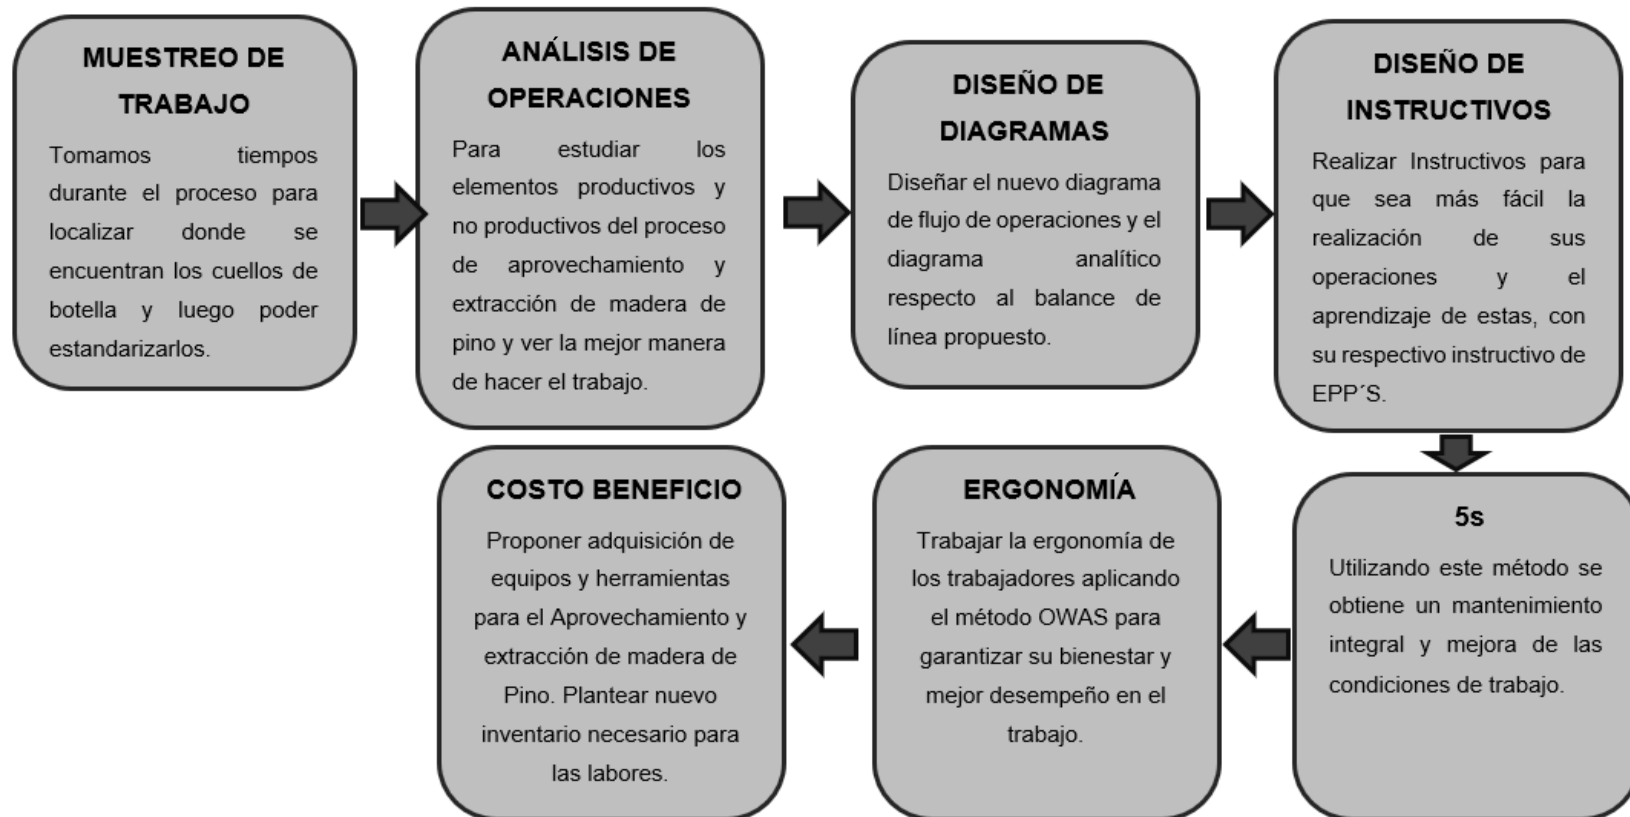 MUESTREO DE
TRABAJO
Tomamos tiempos
durante el proceso para
localizar donde se
encuentran los cuellos de
botella y luego poder
estandarizarlos.
ANÁLISIS DE
OPERACIONES
Para estudiar los
elementos productivos y
no productivos del proceso
de aprovechamiento y
extracción de madera de
pino y ver la mejor manera
de hacer el trabajo.
DISEÑO DE
DIAGRAMAS
Diseñar el nuevo diagrama
de flujo de operaciones y el
diagrama analítico
respecto al balance de
línea propuesto.
DISEÑO DE
INSTRUCTIVOS
Realizar Instructivos para
que sea más fácil la
realización de sus
operaciones y el
aprendizaje de estas, con
su respectivo instructivo de
EPP´S.
5s
Utilizando este método se
obtiene un mantenimiento
integral y mejora de las
condiciones de trabajo.
ERGONOMÍA
Trabajar la ergonomía de
los trabajadores aplicando
el método OWAS para
garantizar su bienestar y
mejor desempeño en el
trabajo.
COSTO BENEFICIO
Proponer adquisición de
equipos y herramientas
para el Aprovechamiento y
extracción de madera de
Pino. Plantear nuevo
inventario necesario para
las labores.